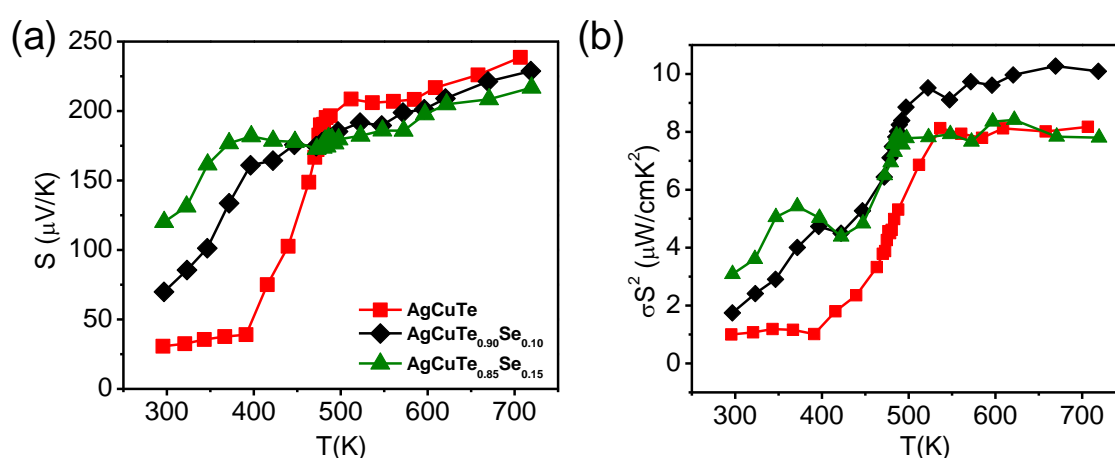 (a)
250
200
150
100
50
0
S (μV/K)
300 400 500 600 700
T(K)
AgCuTe
AgCuTe0.90Se0.10
AgCuTe0.85Se0.15
(b)
10
8
6
4
2
0
σS² (μW/cmK²)
300 400 500 600 700
T(K)